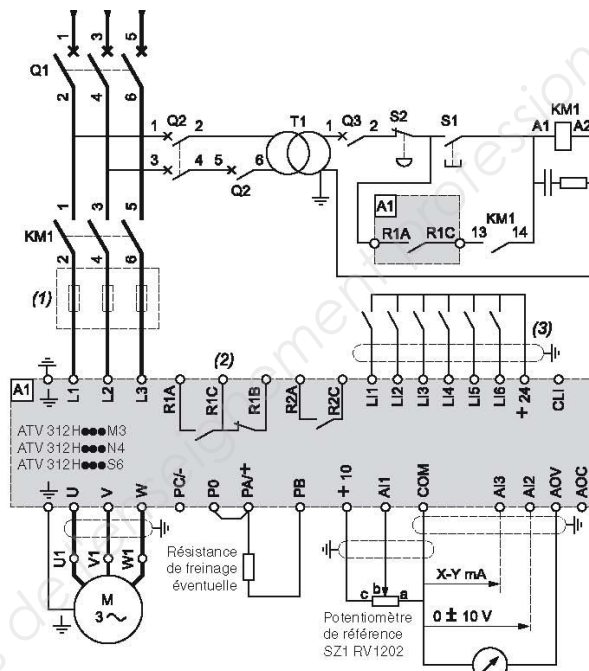 1 3 5
Q1
2 4 6
1 Q2 2 T1 1 Q3 2 S2 S1 KM1
A1 A2
3 4 5 6
Q2
1 3 5
KM1
2 4 6
A1
R1A R1C 13 KM1 14
(1)
(2)
(3)
A1
L1 L2 L3 R1A R1C R1B R2A R2C LI1 LI2 LI3 LI4 LI5 LI6 + 24 CLI
ATV 312H●●●M3
ATV 312H●●●N4
ATV 312H●●●S6
U V W PC/- P0 PA/+ PB + 10 AI1 COM AI3 AI2 AOV AOC
U1 V1 W1
M
3 ~
Résistance
de freinage
éventuelle
c b a
X-Y mA
0 ± 10 V
Potentiomètre
de référence
SZ1 RV1202
de l'enseignement profession